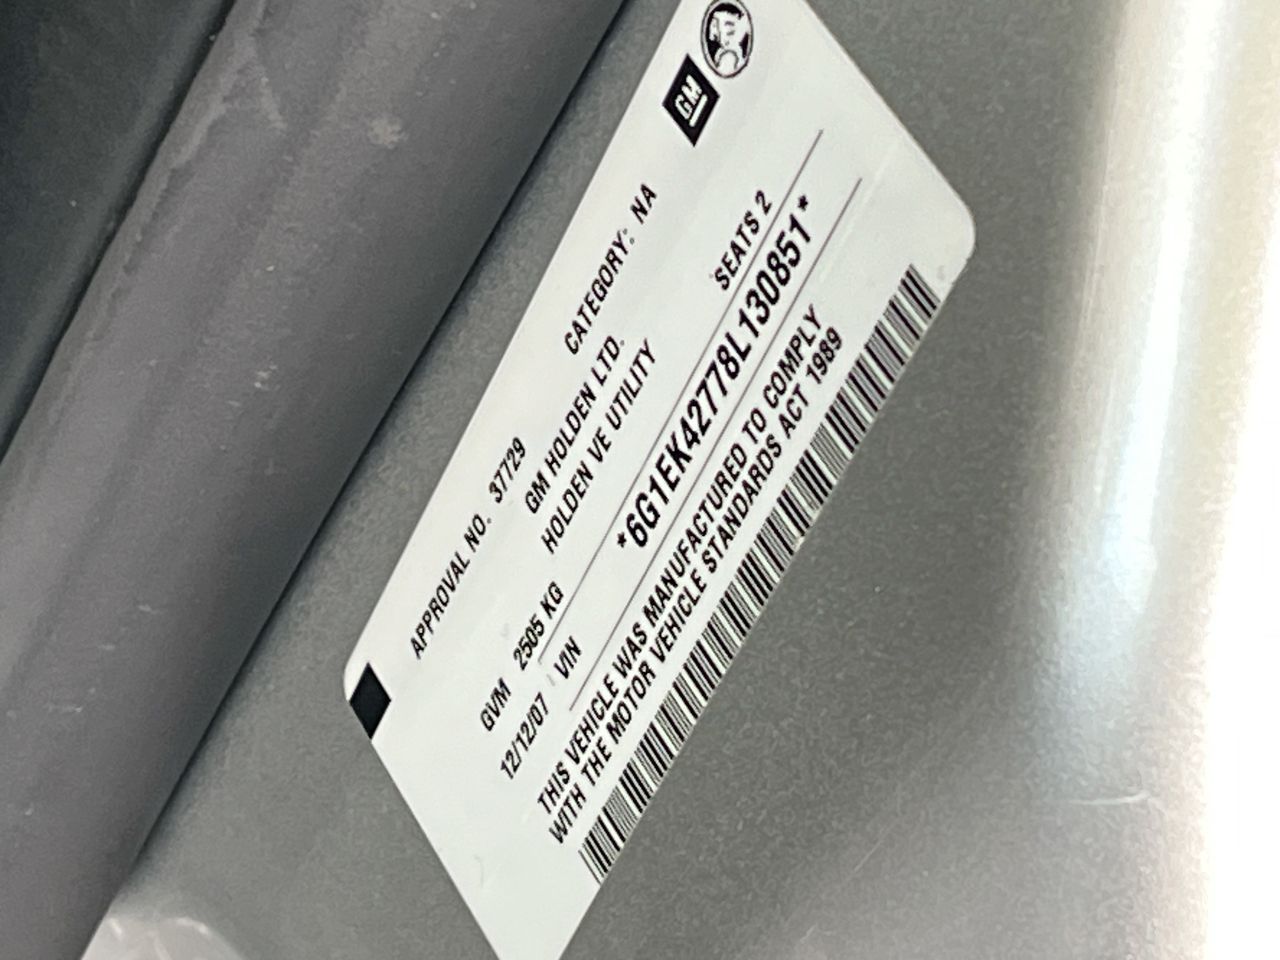 GM
APPROVAL NO. 37729 CATEGORY: NA
GM HOLDEN LTD.
HOLDEN VE UTILITY
GVM 2505 KG SEATS 2
12/12/07 VIN *6G1EK42778L130851*
THIS VEHICLE WAS MANUFACTURED TO COMPLY
WITH THE MOTOR VEHICLE STANDARDS ACT 1989